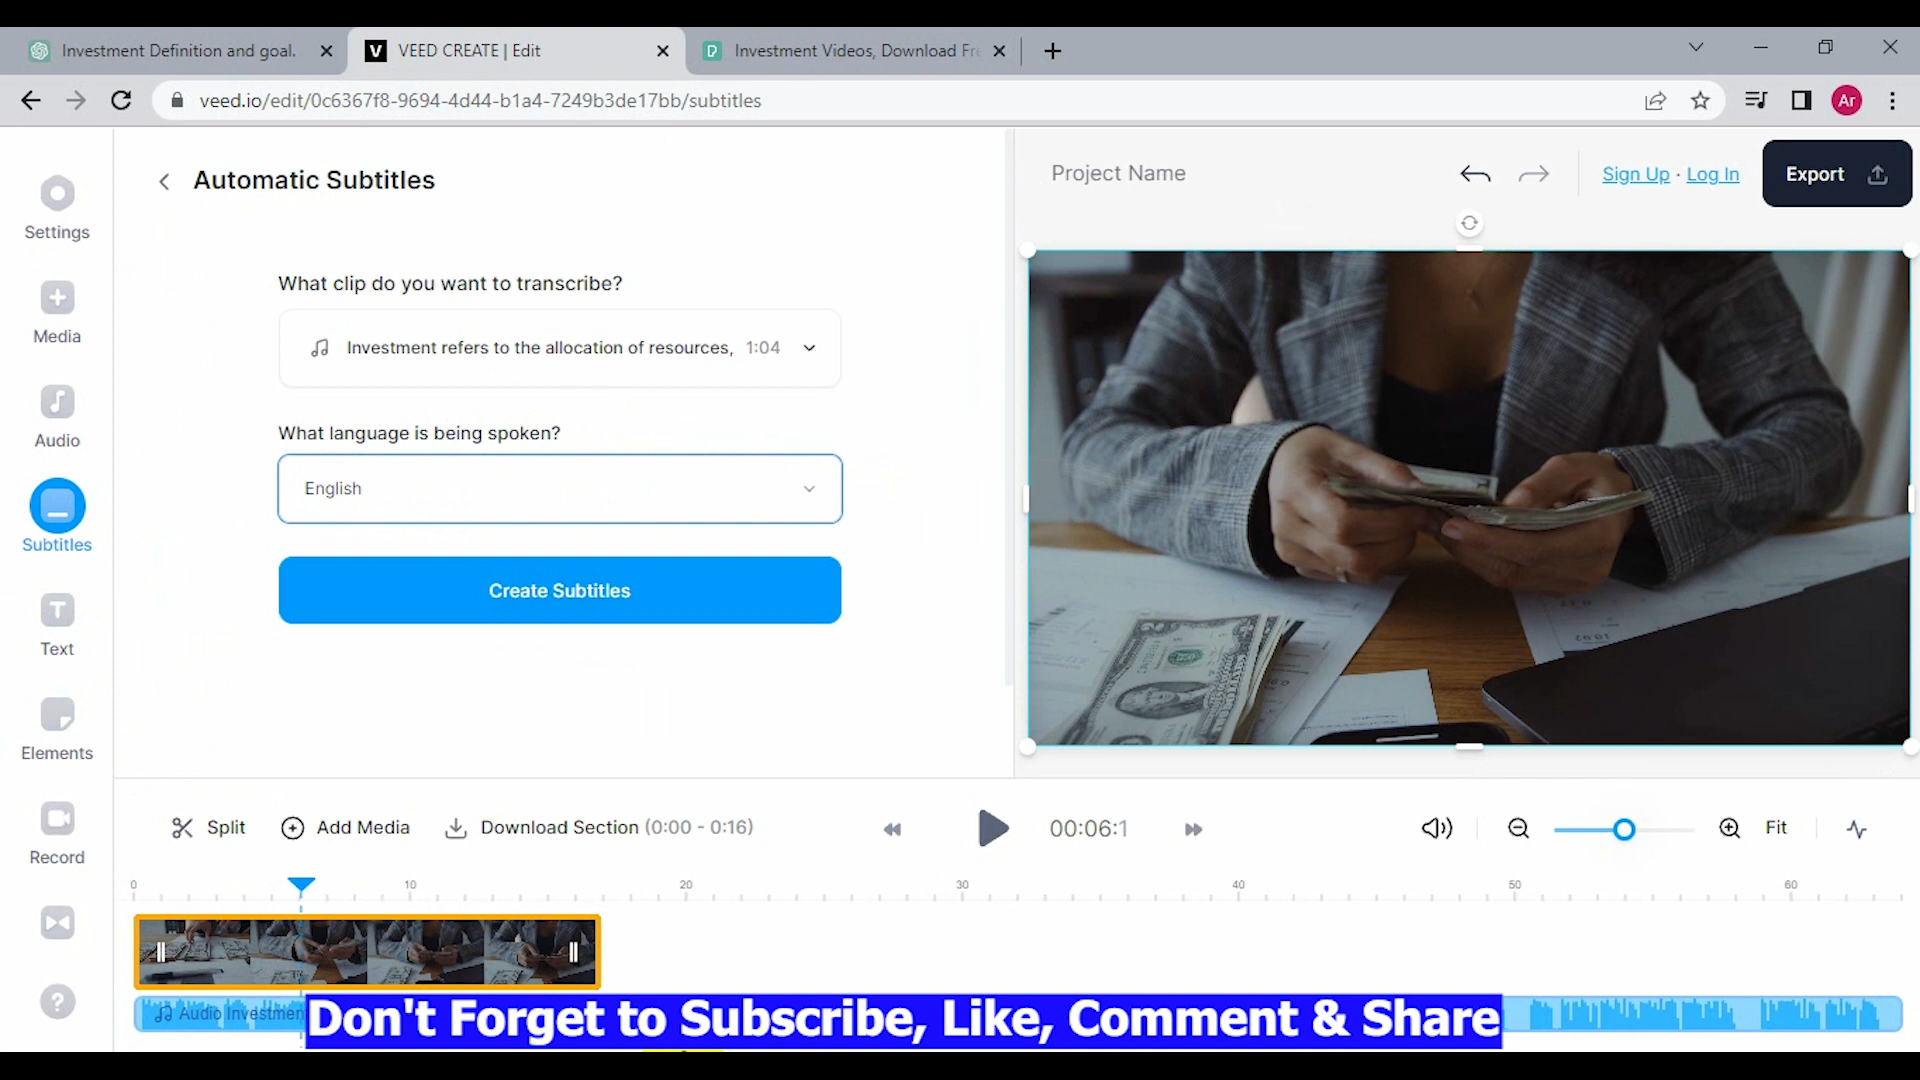 Investment Definition and goal.
VEED CREATE | Edit
Investment Videos, Download Fre
veed.io/edit/0c6367f8-9694-4d44-b1a4-7249b3de17bb/subtitles
Ar
Settings
Media
Audio
Subtitles
Text
Elements
Record
Automatic Subtitles
What clip do you want to transcribe?
Investment refers to the allocation of resources, 1:04
What language is being spoken?
English
Create Subtitles
Project Name
Sign Up · Log In
Export
Split
Add Media
Download Section (0:00 - 0:16)
00:06:1
Fit
0 10 20 30 40 50 60
Audio Investment
Don't Forget to Subscribe, Like, Comment & Share